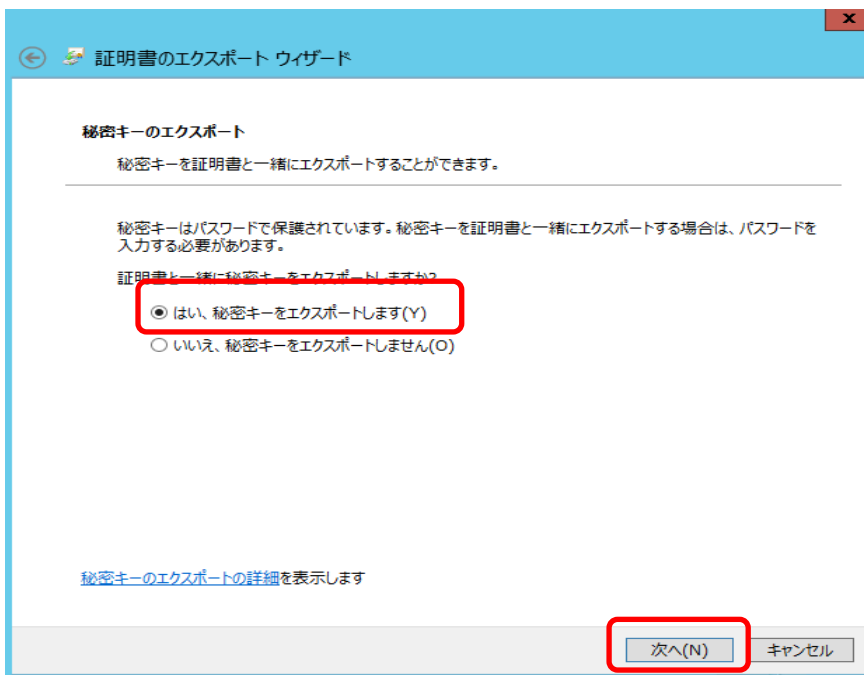 証明書のエクスポート ウィザード
秘密キーのエクスポート
秘密キーを証明書と一緒にエクスポートすることができます。
秘密キーはパスワードで保護されています。秘密キーを証明書と一緒にエクスポートする場合は、パスワードを
入力する必要があります。
証明書と一緒に秘密キーをエクスポートしますか?
はい、秘密キーをエクスポートします(Y)
いいえ、秘密キーをエクスポートしません(O)
秘密キーのエクスポートの詳細を表示します
次へ(N) キャンセル